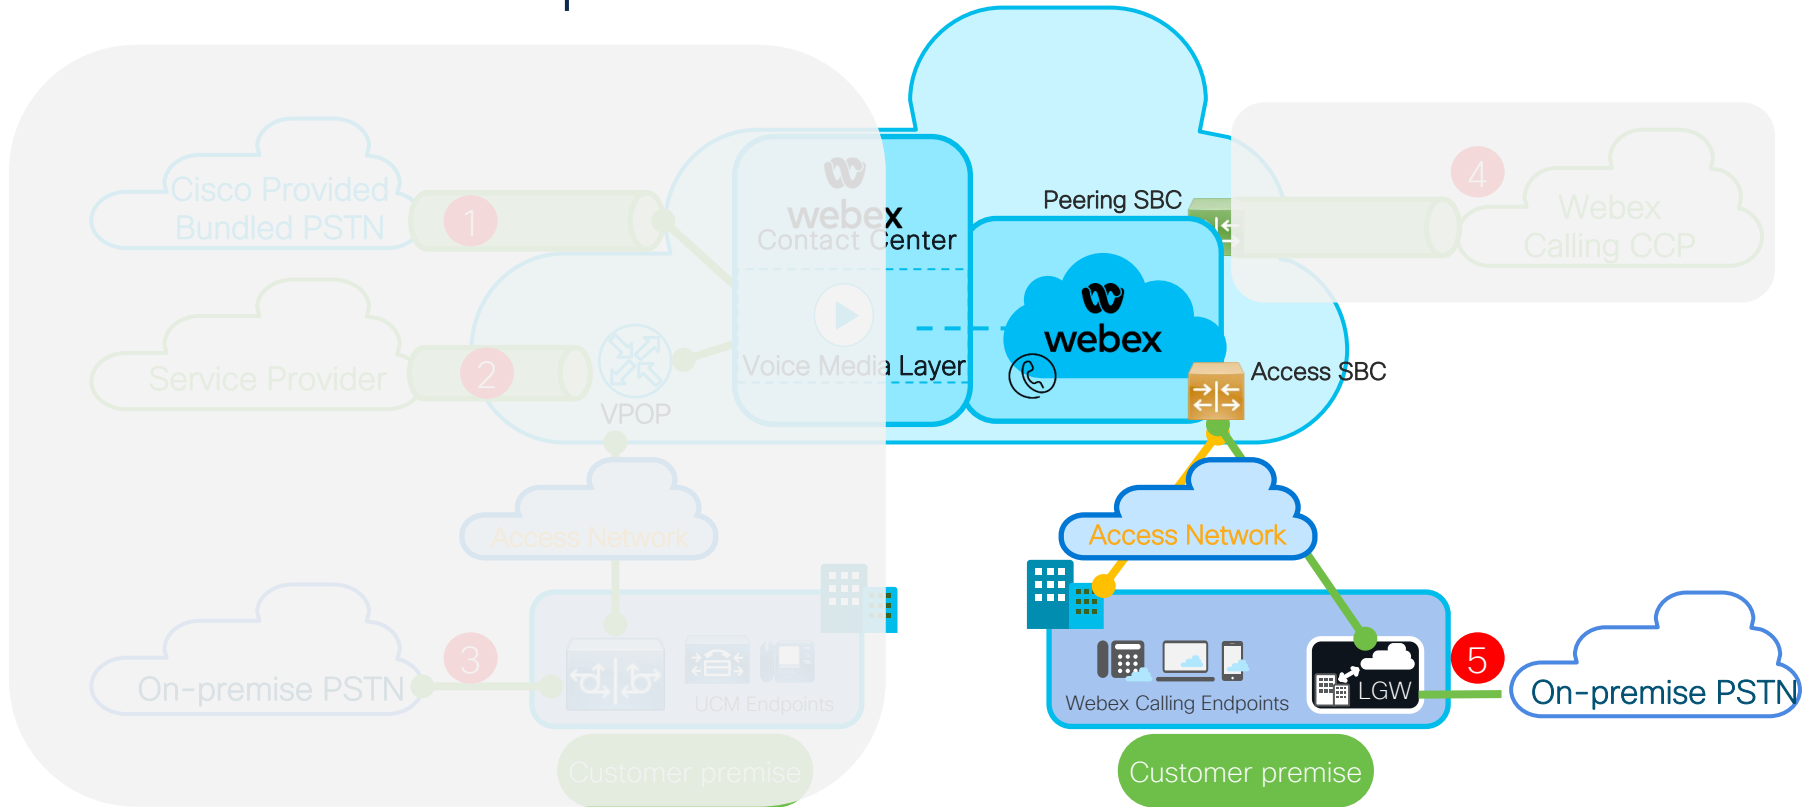 Cisco Provided
Bundled PSTN
1
webex
Contact Center
Peering SBC
4
Webex
Calling CCP
webex
Service Provider
2
VPOP
Voice Media Layer
Access SBC
Access Network
Access Network
On-premise PSTN
3
UCM Endpoints
Webex Calling Endpoints
LGW
5
On-premise PSTN
Customer premise
Customer premise